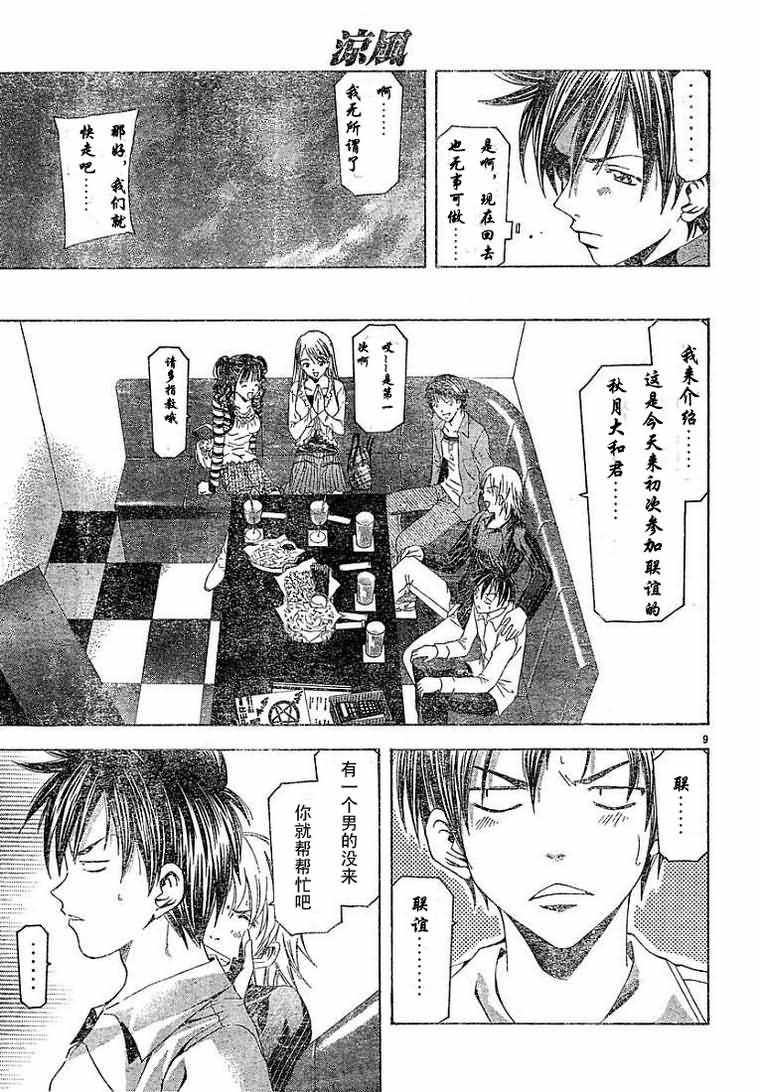 涼風
………
是啊，现在回去
也无事可做……
啊……
我无所谓了
那好，我们就
快走吧……
我来介绍……
这是今天来初次参加联谊的
秋月大和君……
哎~~是第一
次啊
请多指教哦
9
联…
联谊………
有一个男的没来
你就帮帮忙吧
………